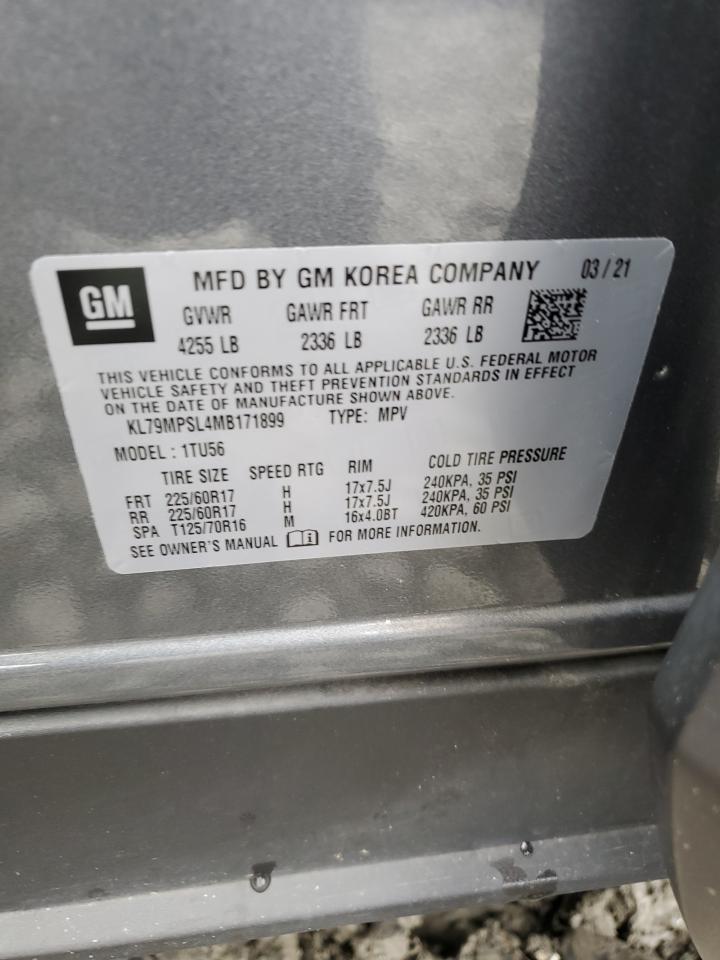 GM
MFD BY GM KOREA COMPANY 03/21
GVWR GAWR FRT GAWR RR
4255 LB 2336 LB 2336 LB
THIS VEHICLE CONFORMS TO ALL APPLICABLE U.S. FEDERAL MOTOR
VEHICLE SAFETY AND THEFT PREVENTION STANDARDS IN EFFECT
ON THE DATE OF MANUFACTURE SHOWN ABOVE.
KL79MPSL4MB171899 TYPE: MPV
MODEL: 1TU56
TIRE SIZE SPEED RTG RIM COLD TIRE PRESSURE
FRT 225/60R17 H 17x7.5J 240KPA, 35 PSI
RR 225/60R17 H 17x7.5J 240KPA, 35 PSI
SPA T125/70R16 M 16x4.0BT 420KPA, 60 PSI
SEE OWNER'S MANUAL FOR MORE INFORMATION.